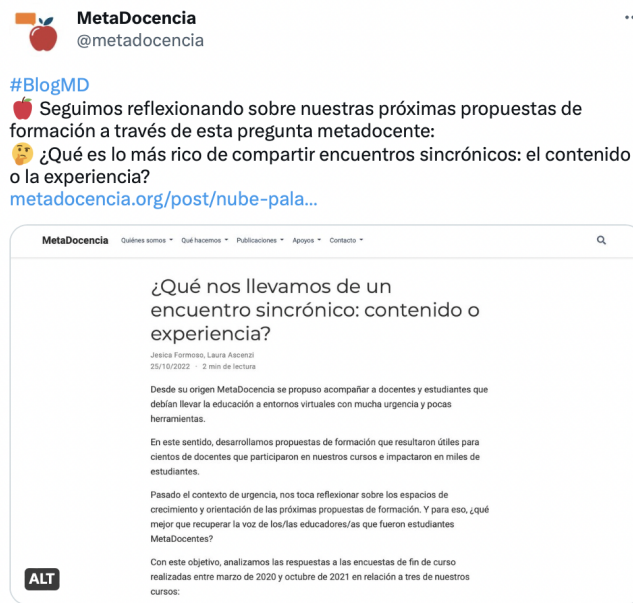 MetaDocencia
@metadocencia
#BlogMD
Seguimos reflexionando sobre nuestras próximas propuestas de
formación a través de esta pregunta metadocente:
¿Qué es lo más rico de compartir encuentros sincrónicos: el contenido
o la experiencia?
metadocencia.org/post/nube-pala...
MetaDocencia Quiénes somos Qué hacemos Publicaciones Apoyos Contacto
¿Qué nos llevamos de un
encuentro sincrónico: contenido o
experiencia?
Jesica Formoso, Laura Ascenzi
25/10/2022 · 2 min de lectura
Desde su origen MetaDocencia se propuso acompañar a docentes y estudiantes que
debían llevar la educación a entornos virtuales con mucha urgencia y pocas
herramientas.
En este sentido, desarrollamos propuestas de formación que resultaron útiles para
cientos de docentes que participaron en nuestros cursos e impactaron en miles de
estudiantes.
Pasado el contexto de urgencia, nos toca reflexionar sobre los espacios de
crecimiento y orientación de las próximas propuestas de formación. Y para eso, ¿qué
mejor que recuperar la voz de los/las educadores/as que fueron estudiantes
MetaDocentes?
Con este objetivo, analizamos las respuestas a las encuestas de fin de curso
realizadas entre marzo de 2020 y octubre de 2021 en relación a tres de nuestros
cursos:
ALT